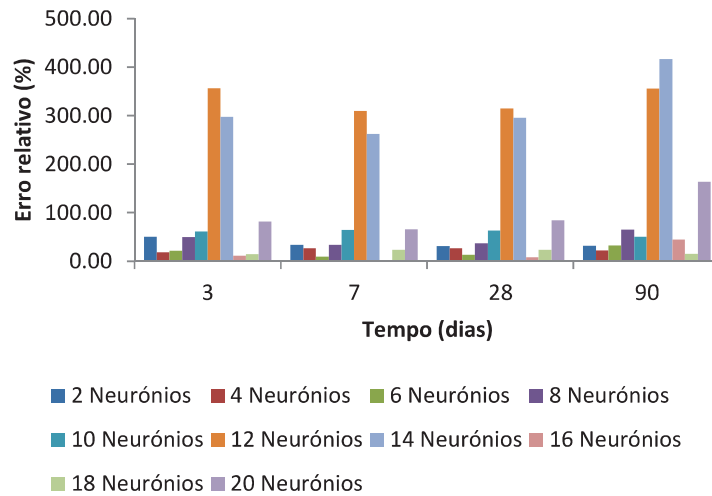 500.00
400.00
300.00
200.00
100.00
0.00
Erro relativo (%)
3 7 28 90
Tempo (dias)
2 Neurónios 4 Neurónios 6 Neurónios 8 Neurónios
10 Neurónios 12 Neurónios 14 Neurónios 16 Neurónios
18 Neurónios 20 Neurónios